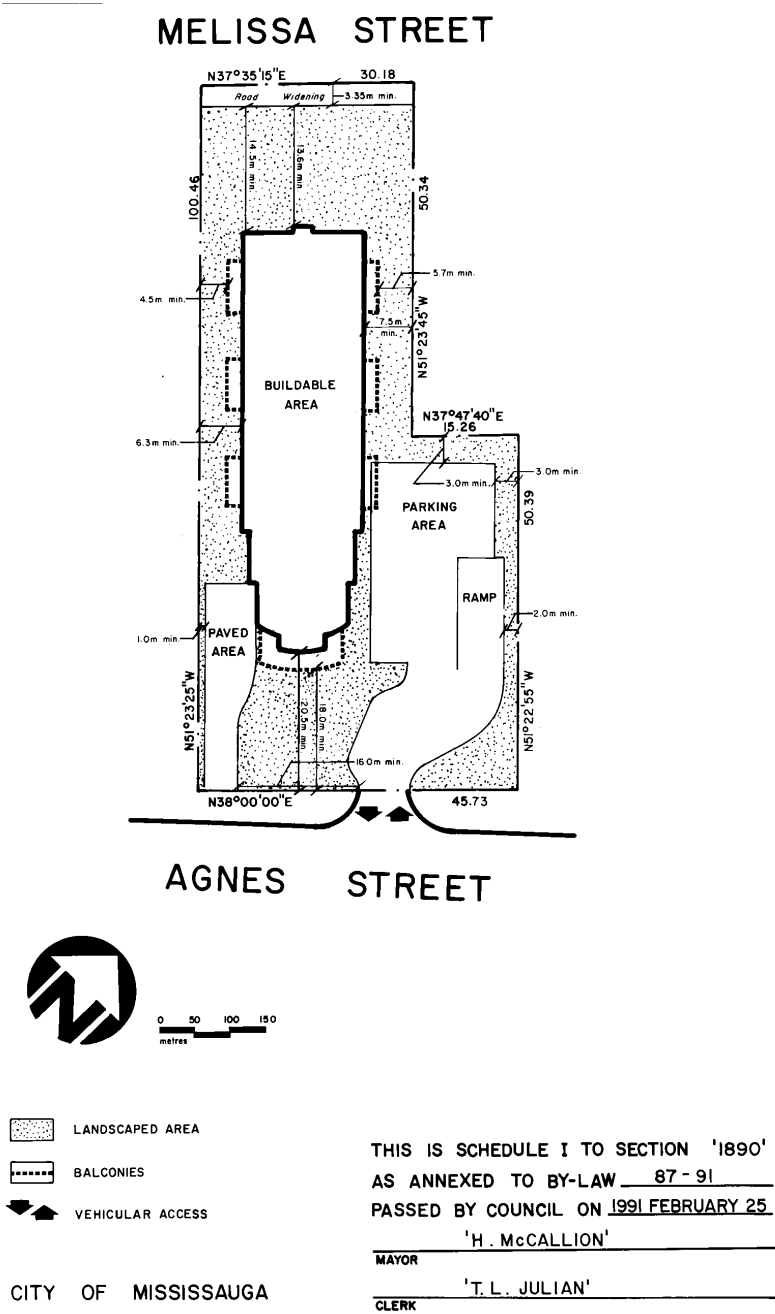 MELISSA STREET
N37°35'15"E 30.18
Road Widening 3.35m min.
14.5m min
13.6m min
100.46
50.34
5.7m min.
4.5m min.
7.5m
min.
N51°23'45"W
BUILDABLE
AREA
N37°47'40"E
15.26
6.3m min.
3.0m min.
3.0m min.
50.39
PARKING
AREA
RAMP
2.0m min.
1.0m min.
PAVED
AREA
N51°23'25"W
20.5m min
18.0m min.
N51°22'55"W
16.0m min.
N38°00'00"E
45.73
AGNES STREET
N
0 50 100 150
metres
LANDSCAPED AREA
BALCONIES
VEHICULAR ACCESS
CITY OF MISSISSAUGA
THIS IS SCHEDULE I TO SECTION '1890'
AS ANNEXED TO BY-LAW 87-91
PASSED BY COUNCIL ON 1991 FEBRUARY 25
'H. McCALLION'
MAYOR
'T. L. JULIAN'
CLERK